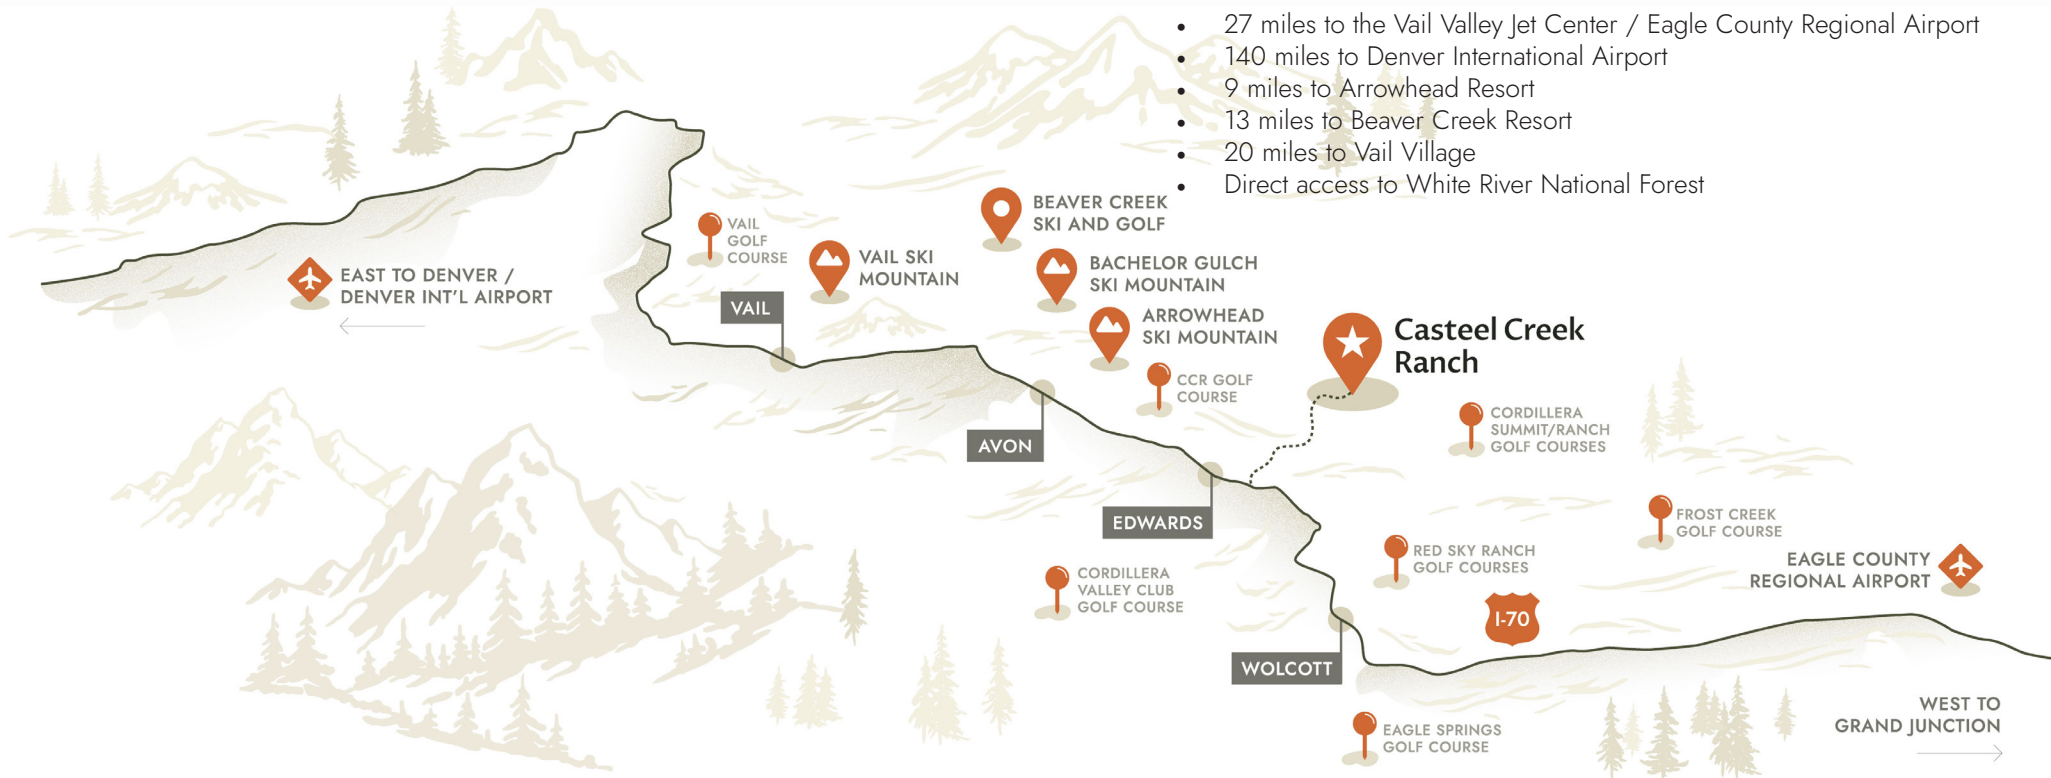 • 27 miles to the Vail Valley Jet Center / Eagle County Regional Airport
• 140 miles to Denver International Airport
• 9 miles to Arrowhead Resort
• 13 miles to Beaver Creek Resort
• 20 miles to Vail Village
• Direct access to White River National Forest
BEAVER CREEK
SKI AND GOLF
VAIL
GOLF
COURSE
VAIL SKI
MOUNTAIN
BACHELOR GULCH
SKI MOUNTAIN
EAST TO DENVER /
DENVER INT'L AIRPORT
VAIL
ARROWHEAD
SKI MOUNTAIN
Casteel Creek
Ranch
CCR GOLF
COURSE
AVON
CORDILLERA
SUMMIT/RANCH
GOLF COURSES
EDWARDS
FROST CREEK
GOLF COURSE
RED SKY RANCH
GOLF COURSES
EAGLE COUNTY
REGIONAL AIRPORT
CORDILLERA
VALLEY CLUB
GOLF COURSE
I-70
WOLCOTT
EAGLE SPRINGS
GOLF COURSE
WEST TO
GRAND JUNCTION